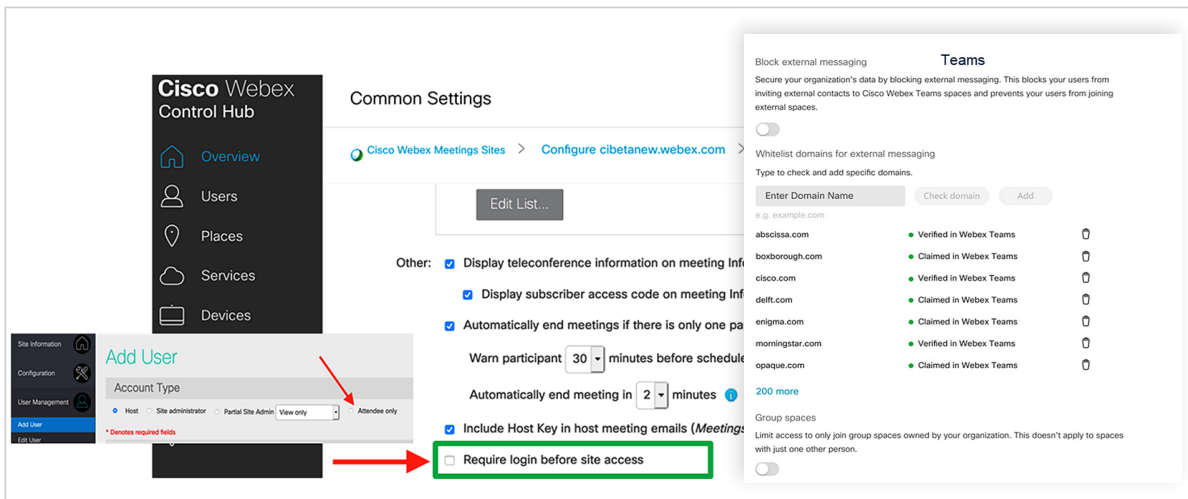 Cisco Webex
Control Hub
Overview
Users
Places
Services
Devices
Common Settings
Cisco Webex Meetings Sites > Configure cibetanew.webex.com >
Edit List...
Other: Display teleconference information on meeting Inf
Display subscriber access code on meeting Inf
Automatically end meetings if there is only one pa
Warn participant 30 minutes before schedule
Automatically end meeting in 2 minutes i
Include Host Key in host meeting emails (Meetings
Require login before site access
Site Information
Configuration
User Management
Add User
Edit User
Add User
Account Type
Host Site administrator Partial Site Admin View only Attendee only
* Denotes required fields
Block external messaging Teams
Secure your organization's data by blocking external messaging. This blocks your users from
inviting external contacts to Cisco Webex Teams spaces and prevents your users from joining
external spaces.
Whitelist domains for external messaging
Type to check and add specific domains.
Enter Domain Name Check domain Add
e.g. example.com
abscissa.com Verified in Webex Teams
boxborough.com Claimed in Webex Teams
cisco.com Verified in Webex Teams
delft.com Claimed in Webex Teams
enigma.com Claimed in Webex Teams
morningstar.com Verified in Webex Teams
opaque.com Claimed in Webex Teams
200 more
Group spaces
Limit access to only join group spaces owned by your organization. This doesn't apply to spaces
with just one other person.